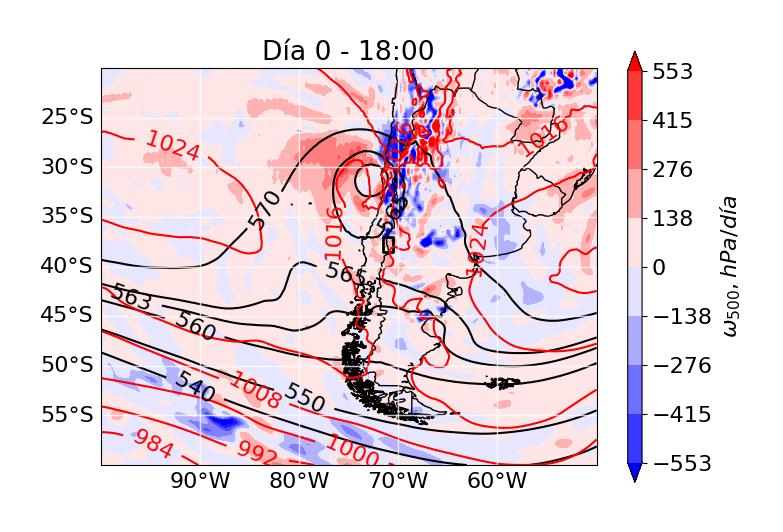 Día 0 - 18:00
25°S
30°S
35°S
40°S
45°S
50°S
55°S
90°W
80°W
70°W
60°W
1024
570
1016
1016
1024
565
563
560
540
550
1008
1000
992
984
553
415
276
138
0
−138
−276
−415
−553
ω500, hPa/día